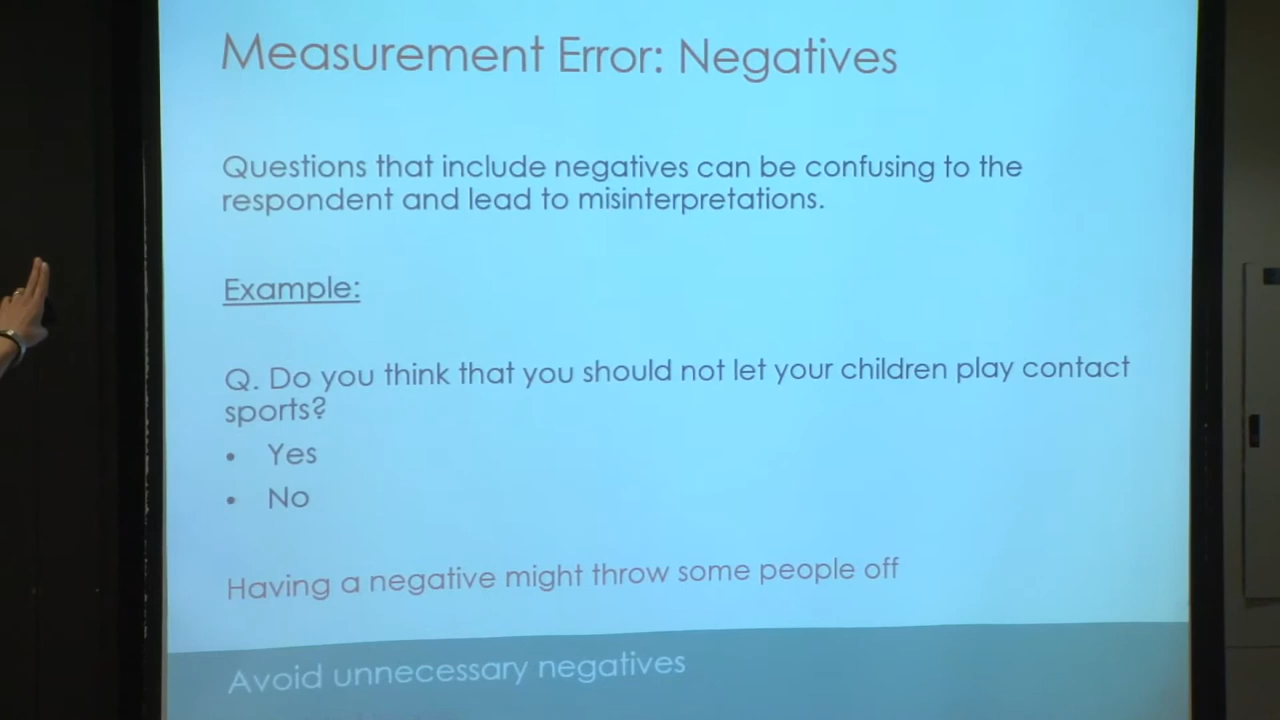 Measurement Error: Negatives
Questions that include negatives can be confusing to the
respondent and lead to misinterpretations.
Example:
Q. Do you think that you should not let your children play contact
sports?
• Yes
• No
Having a negative might throw some people off
Avoid unnecessary negatives